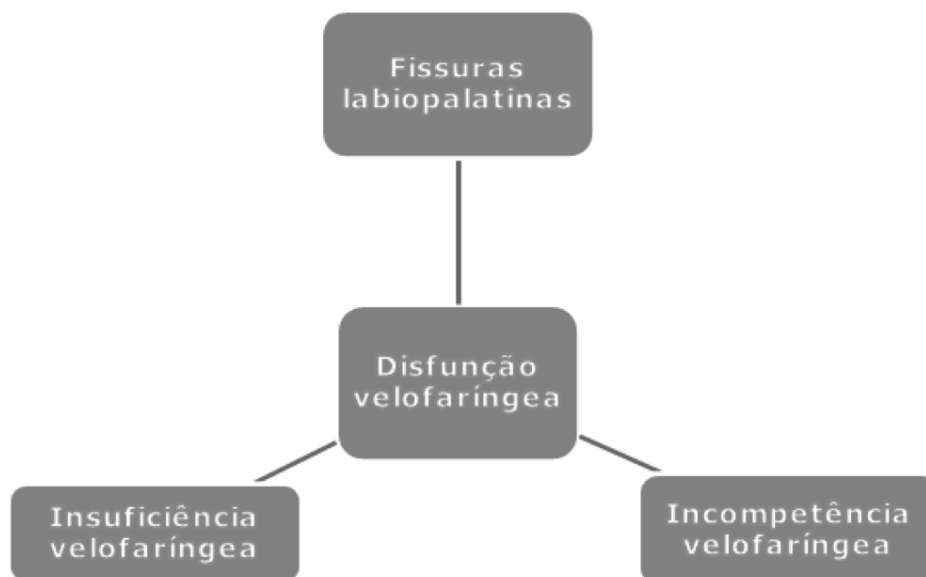 Fissuras
labiopalatinas
Disfunção
velofaríngea
Insuficiência
velofaríngea
Incompetência
velofaríngea